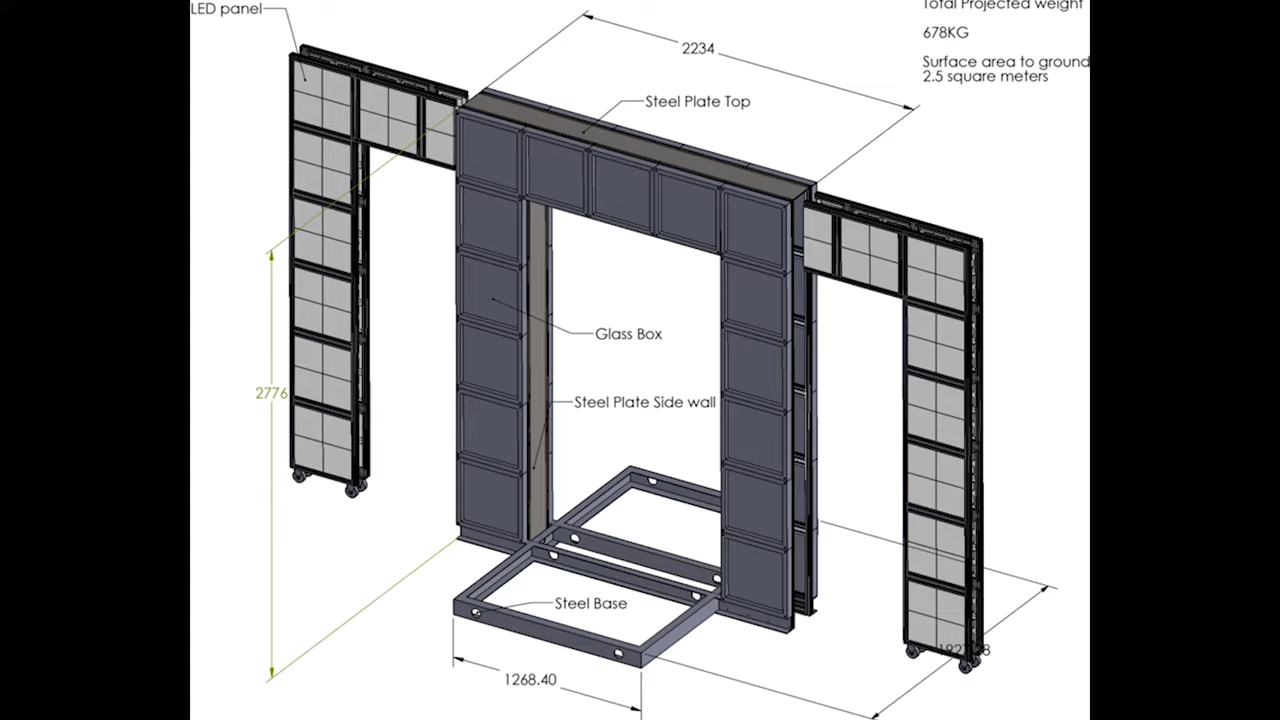 LED panel
Total Projected weight
678KG
Surface area to ground
2.5 square meters
2234
Steel Plate Top
Glass Box
2776
Steel Plate Side wall
Steel Base
1268.40